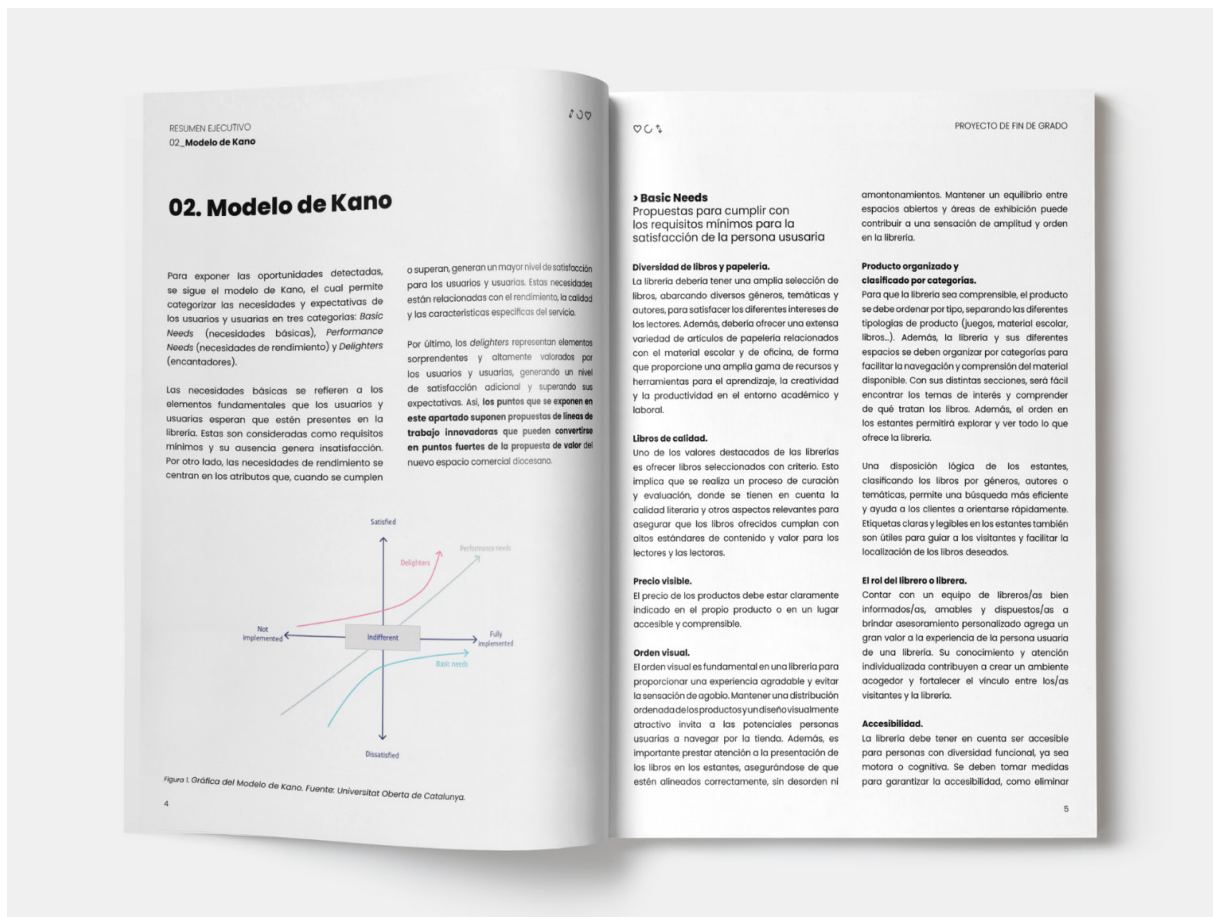 RESUMEN EJECUTIVO
02_Modelo de Kano
02. Modelo de Kano
Para exponer las oportunidades detectadas,
se sigue el modelo de Kano, el cual permite
categorizar las necesidades y expectativas de
los usuarios y usuarias en tres categorías: Basic
Needs (necesidades básicas), Performance
Needs (necesidades de rendimiento) y Delighters
(encantadores).
Las necesidades básicas se refieren a los
elementos fundamentales que los usuarios y
usuarias esperan que estén presentes en la
librería. Estas son consideradas como requisitos
mínimos y su ausencia genera insatisfacción.
Por otro lado, las necesidades de rendimiento se
centran en los atributos que, cuando se cumplen
o superan, generan un mayor nivel de satisfacción
para los usuarios y usuarias. Estas necesidades
están relacionadas con el rendimiento, la calidad
y las características específicas del servicio.
Por último, los delighters representan elementos
sorprendentes y altamente valorados por
los usuarios y usuarias, generando un nivel
de satisfacción adicional y superando sus
expectativas. Así, los puntos que se exponen en
este apartado suponen propuestas de líneas de
trabajo innovadoras que pueden convertirse
en puntos fuertes de la propuesta de valor del
nuevo espacio comercial diocesano.
Satisfied
Performance needs
Delighters
Not
implemented
Indifferent
Fully
implemented
Basic needs
Dissatisfied
Figura 1. Gráfica del Modelo de Kano. Fuente: Universitat Oberta de Catalunya.
4
PROYECTO DE FIN DE GRADO
› Basic Needs
Propuestas para cumplir con
los requisitos mínimos para la
satisfacción de la persona ususaria
Diversidad de libros y papelería.
La librería debería tener una amplia selección de
libros, abarcando diversos géneros, temáticas y
autores, para satisfacer los diferentes intereses de
los lectores. Además, debería ofrecer una extensa
variedad de artículos de papelería relacionados
con el material escolar y de oficina, de forma
que proporcione una amplia gama de recursos y
herramientas para el aprendizaje, la creatividad
y la productividad en el entorno académico y
laboral.
Libros de calidad.
Uno de los valores destacados de las librerías
es ofrecer libros seleccionados con criterio. Esto
implica que se realiza un proceso de curación
y evaluación, donde se tienen en cuenta la
calidad literaria y otros aspectos relevantes para
asegurar que los libros ofrecidos cumplan con
altos estándares de contenido y valor para los
lectores y las lectoras.
Precio visible.
El precio de los productos debe estar claramente
indicado en el propio producto o en un lugar
accesible y comprensible.
Orden visual.
El orden visual es fundamental en una librería para
proporcionar una experiencia agradable y evitar
la sensación de agobio. Mantener una distribución
ordenada de los productos y un diseño visualmente
atractivo invita a las potenciales personas
usuarias a navegar por la tienda. Además, es
importante prestar atención a la presentación de
los libros en los estantes, asegurándose de que
estén alineados correctamente, sin desorden ni
amontonamientos. Mantener un equilibrio entre
espacios abiertos y áreas de exhibición puede
contribuir a una sensación de amplitud y orden
en la librería.
Producto organizado y
clasificado por categorías.
Para que la librería sea comprensible, el producto
se debe ordenar por tipo, separando las diferentes
tipologías de producto (juegos, material escolar,
libros…). Además, la librería y sus diferentes
espacios se deben organizar por categorías para
facilitar la navegación y comprensión del material
disponible. Con sus distintas secciones, será fácil
encontrar los temas de interés y comprender
de qué tratan los libros. Además, el orden en
los estantes permitirá explorar y ver todo lo que
ofrece la librería.
Una disposición lógica de los estantes,
clasificando los libros por géneros, autores o
temáticas, permite una búsqueda más eficiente
y ayuda a los clientes a orientarse rápidamente.
Etiquetas claras y legibles en los estantes también
son útiles para guiar a los visitantes y facilitar la
localización de los libros deseados.
El rol del librero o librera.
Contar con un equipo de libreros/as bien
informados/as, amables y dispuestos/as a
brindar asesoramiento personalizado agrega un
gran valor a la experiencia de la persona usuaria
de una librería. Su conocimiento y atención
individualizada contribuyen a crear un ambiente
acogedor y fortalecer el vínculo entre los/as
visitantes y la librería.
Accesibilidad.
La librería debe tener en cuenta ser accesible
para personas con diversidad funcional, ya sea
motora o cognitiva. Se deben tomar medidas
para garantizar la accesibilidad, como eliminar
5